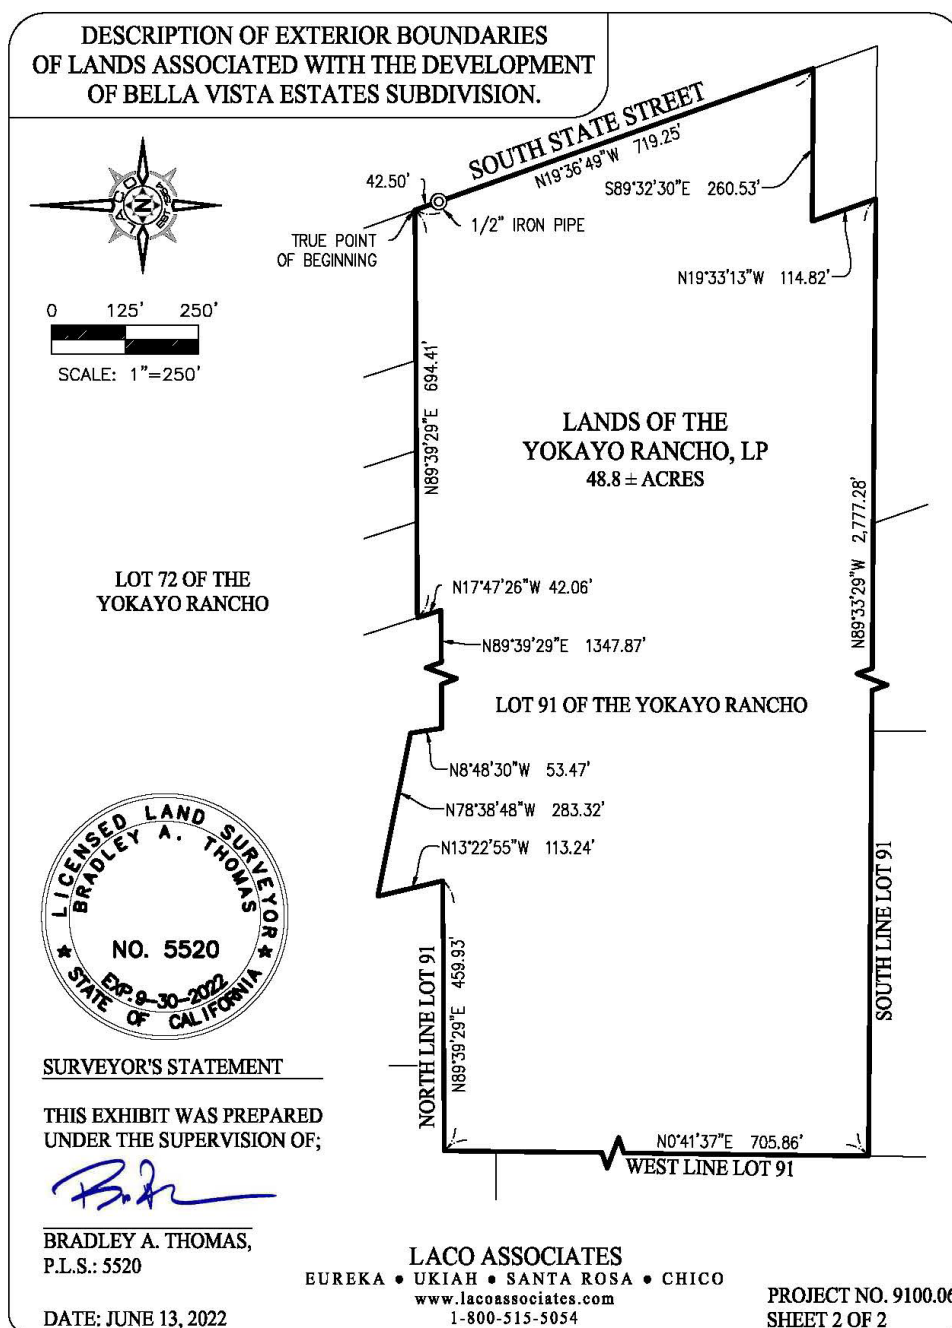 DESCRIPTION OF EXTERIOR BOUNDARIES
OF LANDS ASSOCIATED WITH THE DEVELOPMENT
OF BELLA VISTA ESTATES SUBDIVISION.
SOUTH STATE STREET
N19°36'49"W 719.25'
S89°32'30"E 260.53'
42.50'
1/2" IRON PIPE
TRUE POINT
OF BEGINNING
N19°33'13"W 114.82'
LACO
N
0 125' 250'
SCALE: 1"=250'
N89°39'29"E 694.41'
LANDS OF THE
YOKAYO RANCHO, LP
48.8 ± ACRES
N89°33'29"W 2,777.28'
LOT 72 OF THE
YOKAYO RANCHO
N17°47'26"W 42.06'
N89°39'29"E 1347.87'
LOT 91 OF THE YOKAYO RANCHO
N8°48'30"W 53.47'
N78°38'48"W 283.32'
N13°22'55"W 113.24'
LICENSED LAND SURVEYOR
BRADLEY A. THOMAS
NO. 5520
EXP. 9-30-2022
STATE OF CALIFORNIA
NORTH LINE LOT 91
N89°39'29"E 459.93'
SOUTH LINE LOT 91
N0°41'37"E 705.86'
WEST LINE LOT 91
SURVEYOR'S STATEMENT
THIS EXHIBIT WAS PREPARED
UNDER THE SUPERVISION OF;
BRADLEY A. THOMAS,
P.L.S.: 5520
DATE: JUNE 13, 2022
LACO ASSOCIATES
EUREKA • UKIAH • SANTA ROSA • CHICO
www.lacoassociates.com
1-800-515-5054
PROJECT NO. 9100.06
SHEET 2 OF 2